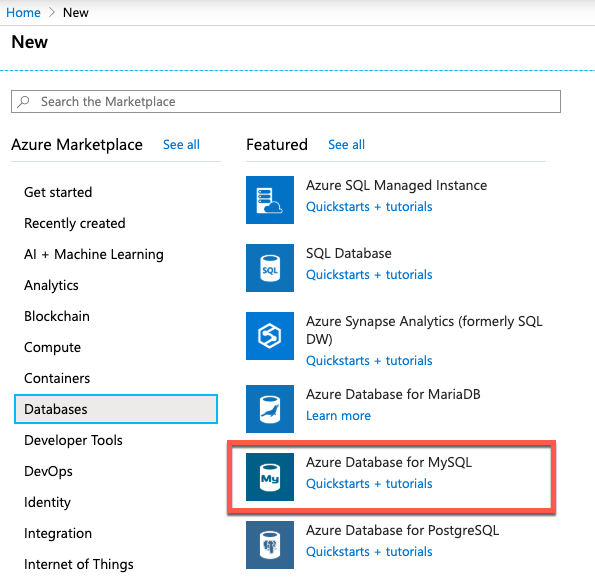 Home > New
New
Search the Marketplace
Azure Marketplace See all
Get started
Recently created
AI + Machine Learning
Analytics
Blockchain
Compute
Containers
Databases
Developer Tools
DevOps
Identity
Integration
Internet of Things
Featured See all
Azure SQL Managed Instance
Quickstarts + tutorials
SQL
SQL Database
Quickstarts + tutorials
Azure Synapse Analytics (formerly SQL
DW)
Quickstarts + tutorials
Azure Database for MariaDB
Learn more
My
Azure Database for MySQL
Quickstarts + tutorials
Azure Database for PostgreSQL
Quickstarts + tutorials